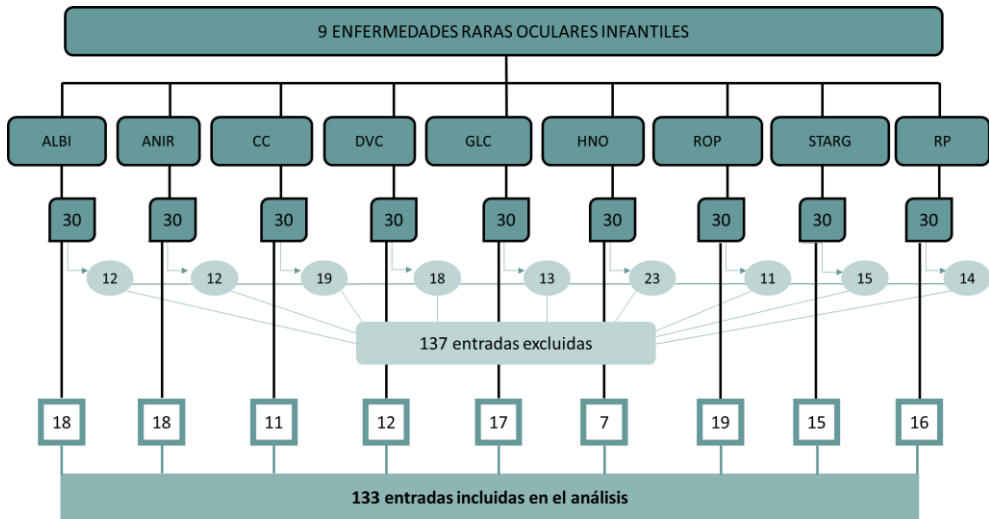 9 ENFERMEDADES RARAS OCULARES INFANTILES
ALBI ANIR CC DVC GLC HNO ROP STARG RP
30 30 30 30 30 30 30 30 30
12 12 19 18 13 23 11 15 14
137 entradas excluidas
18 18 11 12 17 7 19 15 16
133 entradas incluidas en el análisis